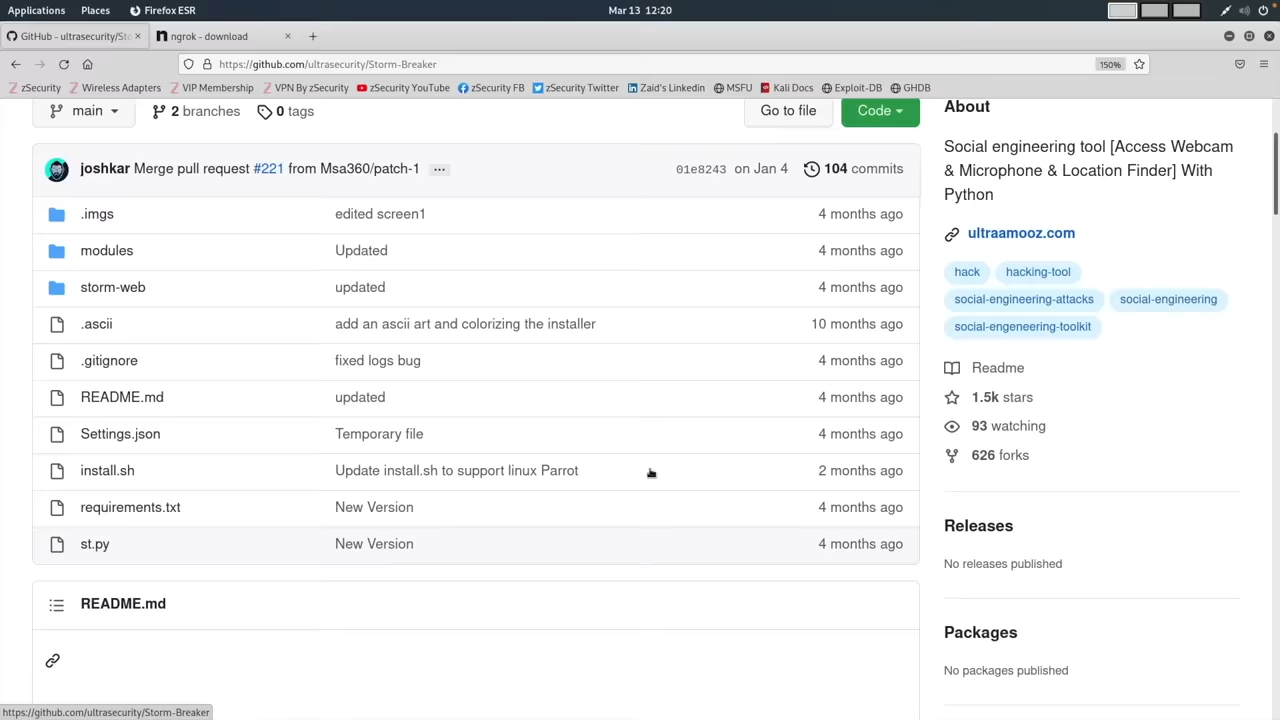 Applications Places Firefox ESR Mar 13 12:20
GitHub - ultrasecurity/Sto ngrok - download
https://github.com/ultrasecurity/Storm-Breaker 150%
zSecurity Wireless Adapters VIP Membership VPN By zSecurity zSecurity YouTube zSecurity FB zSecurity Twitter Zaid's Linkedin MSFU Kali Docs Exploit-DB GHDB
main 2 branches 0 tags Go to file Code
joshkar Merge pull request #221 from Msa360/patch-1 ... 01e8243 on Jan 4 104 commits
.imgs edited screen1 4 months ago
modules Updated 4 months ago
storm-web updated 4 months ago
.ascii add an ascii art and colorizing the installer 10 months ago
.gitignore fixed logs bug 4 months ago
README.md updated 4 months ago
Settings.json Temporary file 4 months ago
install.sh Update install.sh to support linux Parrot 2 months ago
requirements.txt New Version 4 months ago
st.py New Version 4 months ago
README.md
About
Social engineering tool [Access Webcam
& Microphone & Location Finder] With
Python
ultraamooz.com
hack hacking-tool
social-engineering-attacks social-engineering
social-engeneering-toolkit
Readme
1.5k stars
93 watching
626 forks
Releases
No releases published
Packages
No packages published
https://github.com/ultrasecurity/Storm-Breaker